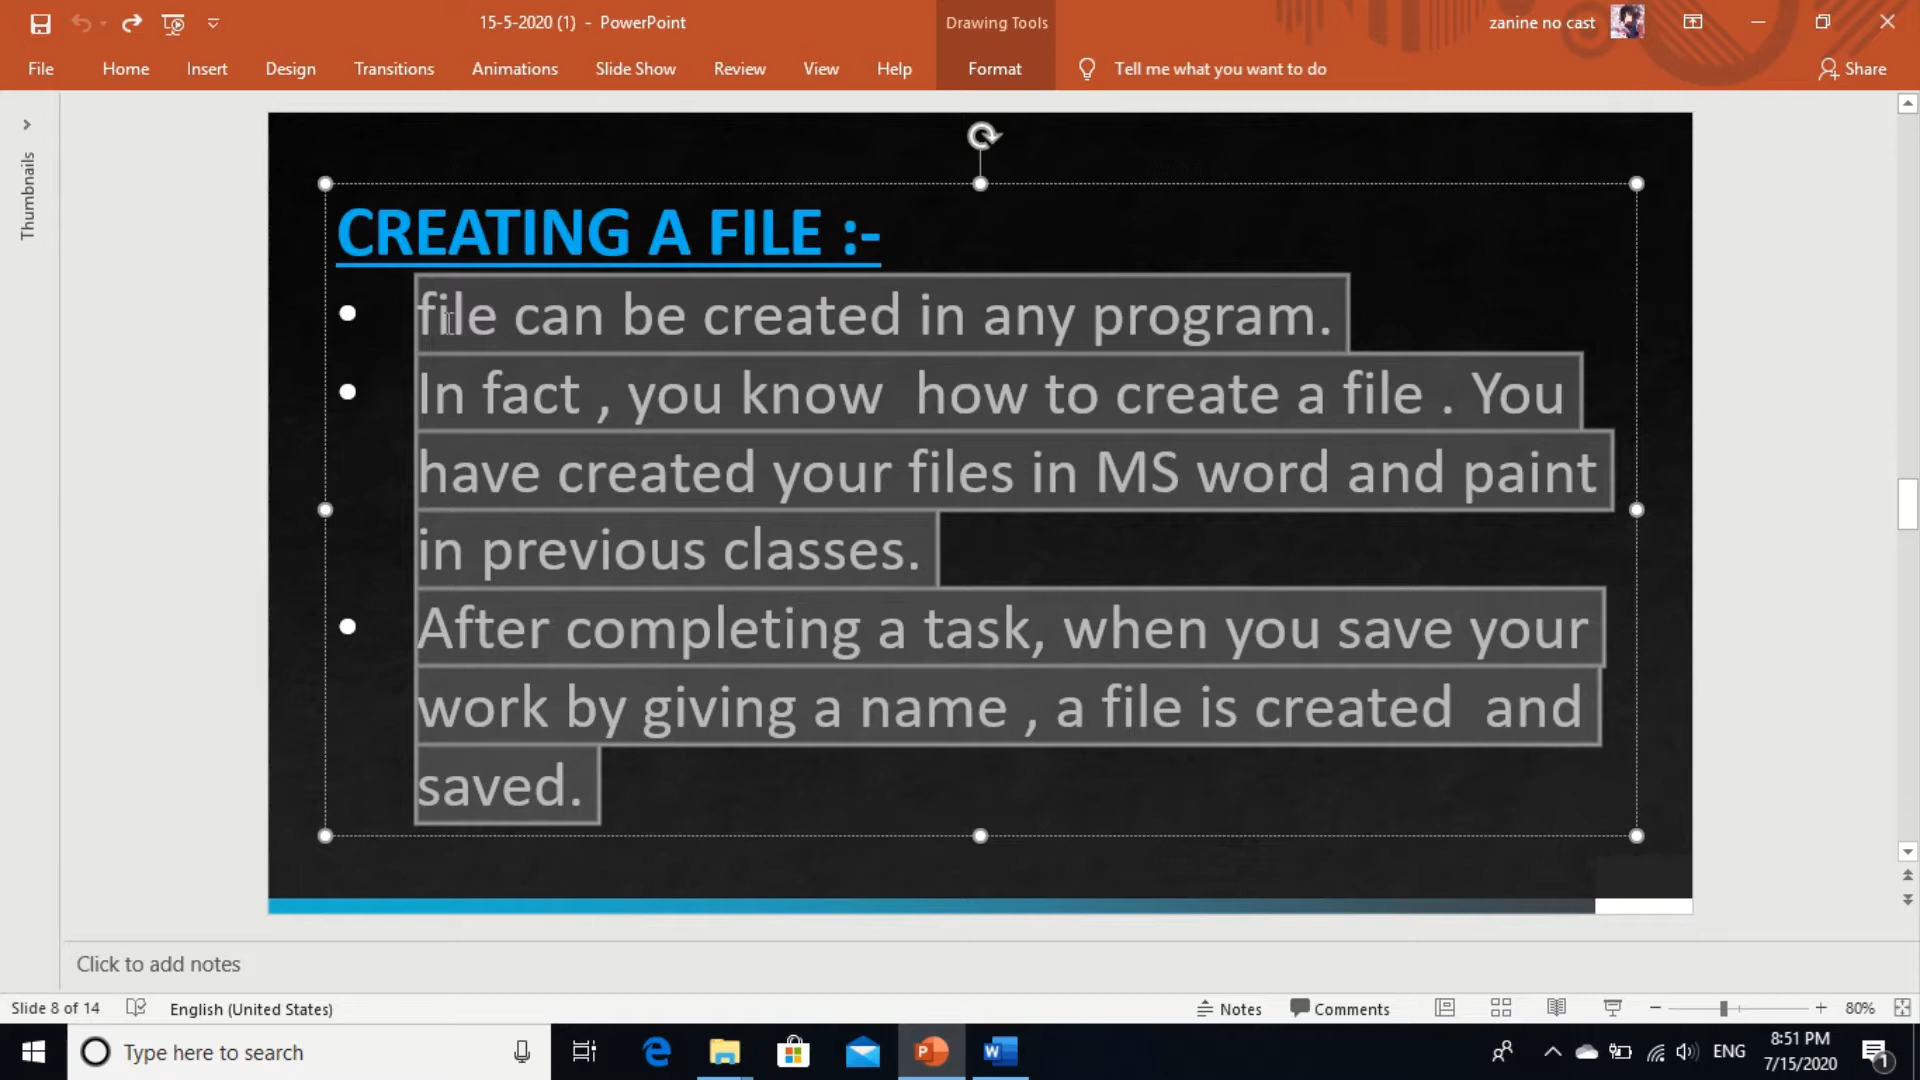 15-5-2020 (1) - PowerPoint
Drawing Tools
zanine no cast
File Home Insert Design Transitions Animations Slide Show Review View Help Format Tell me what you want to do Share
Thumbnails
CREATING A FILE :-
file can be created in any program.
In fact , you know  how to create a file . You
have created your files in MS word and paint
in previous classes.
After completing a task, when you save your
work by giving a name , a file is created  and
saved.
Click to add notes
Slide 8 of 14 English (United States) Notes Comments 80%
Type here to search
ENG
8:51 PM
7/15/2020
1